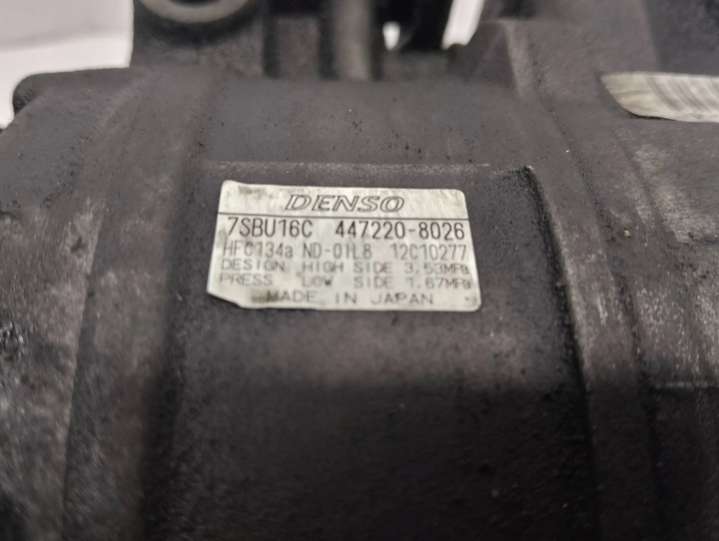 DENSO
7SBU16C 447220-8026
HFC134a ND-OIL8 12C10277
DESIGN HIGH SIDE 3.53MPa
PRESS LOW SIDE 1.67MPa
MADE IN JAPAN